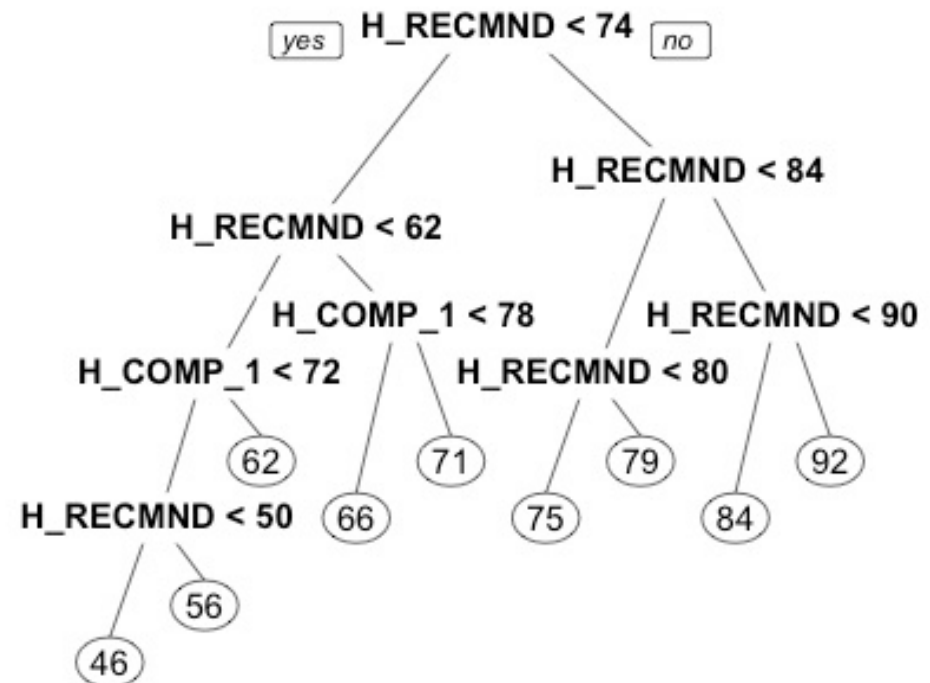 yes H_RECMND < 74 no
H_RECMND < 84
H_RECMND < 62
H_COMP_1 < 78 H_RECMND < 90
H_COMP_1 < 72 H_RECMND < 80
62 71 79 92
H_RECMND < 50 66 75 84
56
46